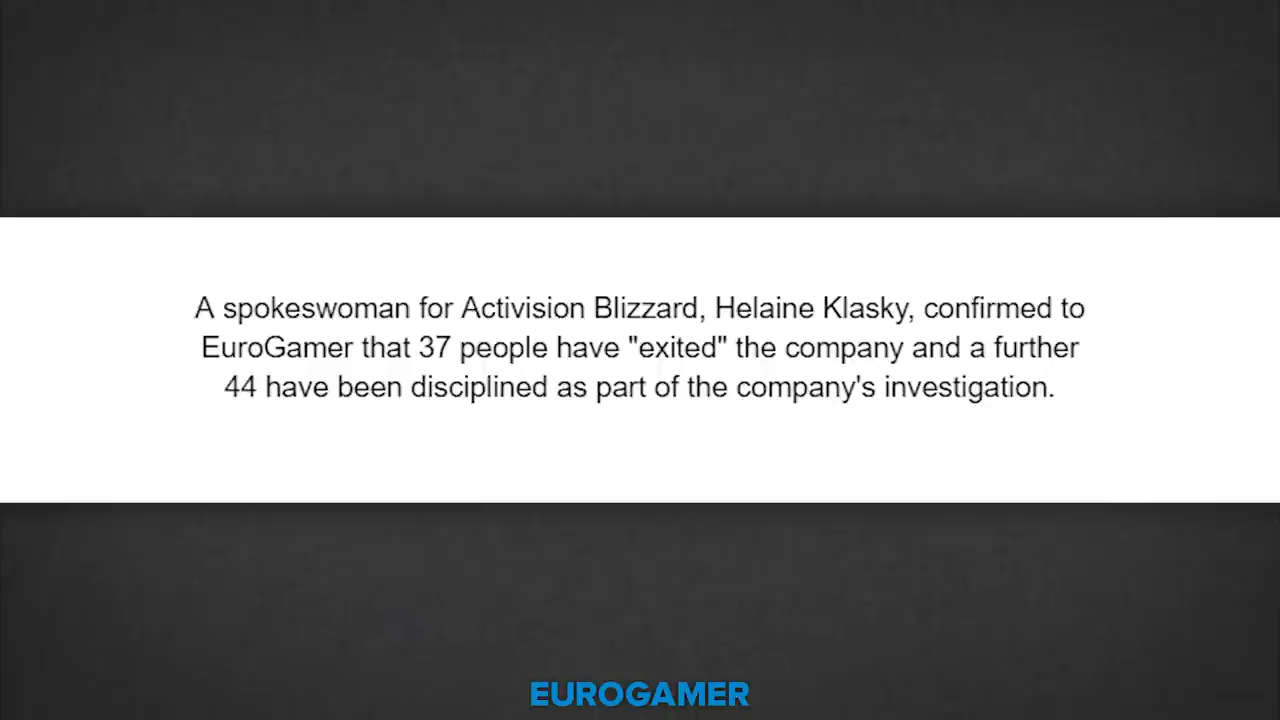 A spokeswoman for Activision Blizzard, Helaine Klasky, confirmed to
EuroGamer that 37 people have "exited" the company and a further
44 have been disciplined as part of the company's investigation.
EUROGAMER